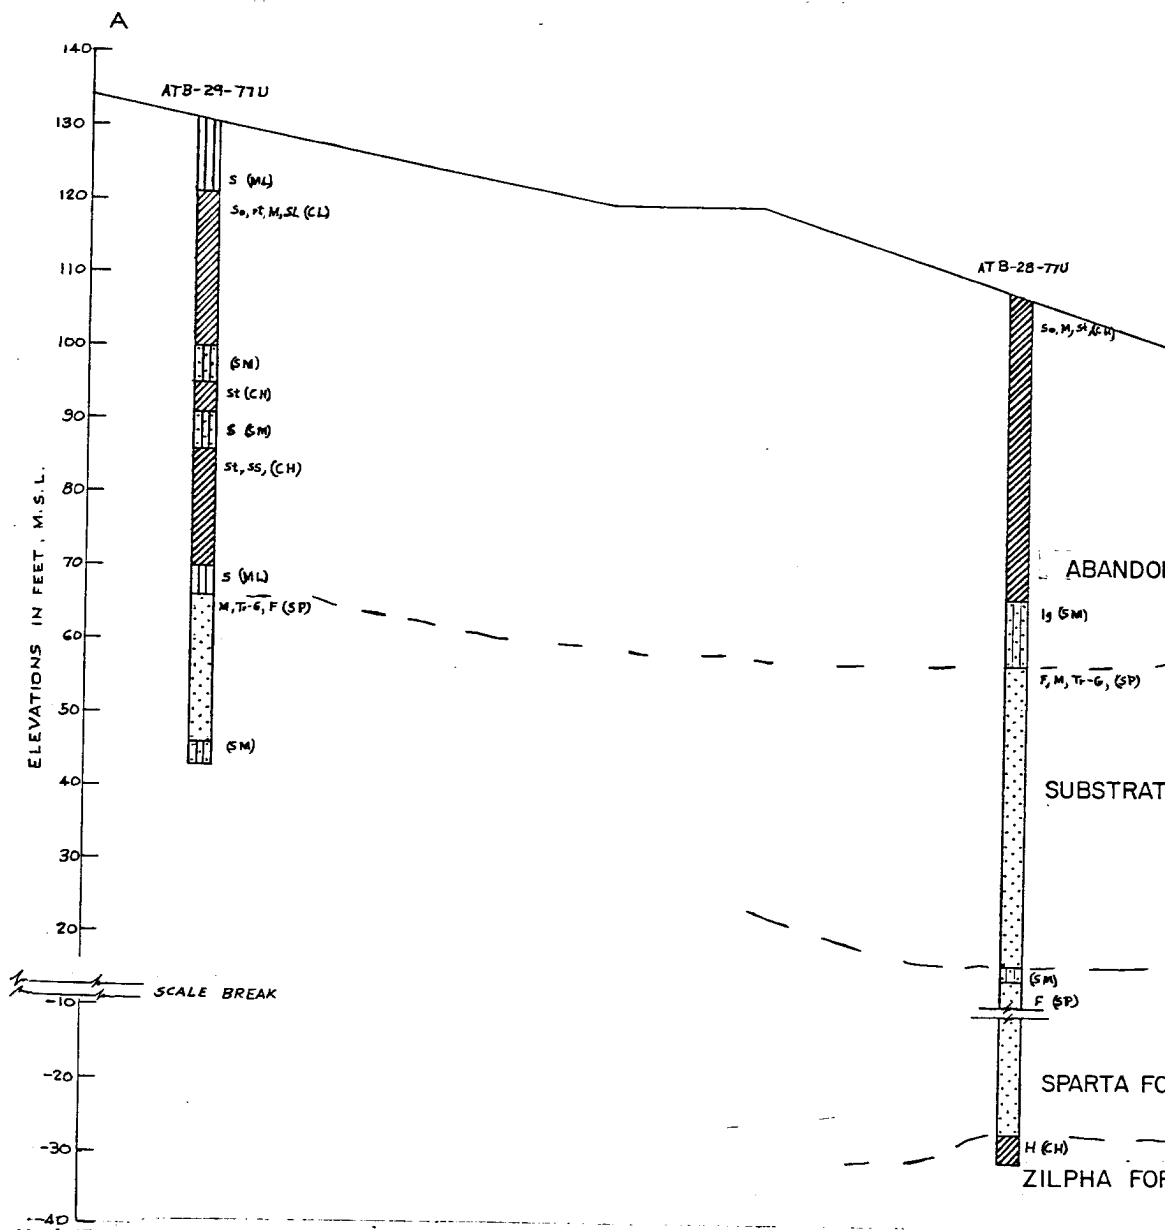 A
140
ATB-29-77U
130
S (ML)
120
So, rt, M, SL (CL)
110
ATB-28-77U
So, M, St, (CH)
100
(SM)
St (CH)
90
S (SM)
St, SS, (CH)
80
ELEVATIONS IN FEET, M.S.L.
70
S (ML)
ABANDO
M, Tr-G, F (SP)
lg (SM)
60
F, M, Tr-G, (SP)
50
(SM)
40
SUBSTRAT
30
20
(SM)
SCALE BREAK
-10
F (SP)
-20
SPARTA FO
-30
H (CH)
ZILPHA FOR
-40